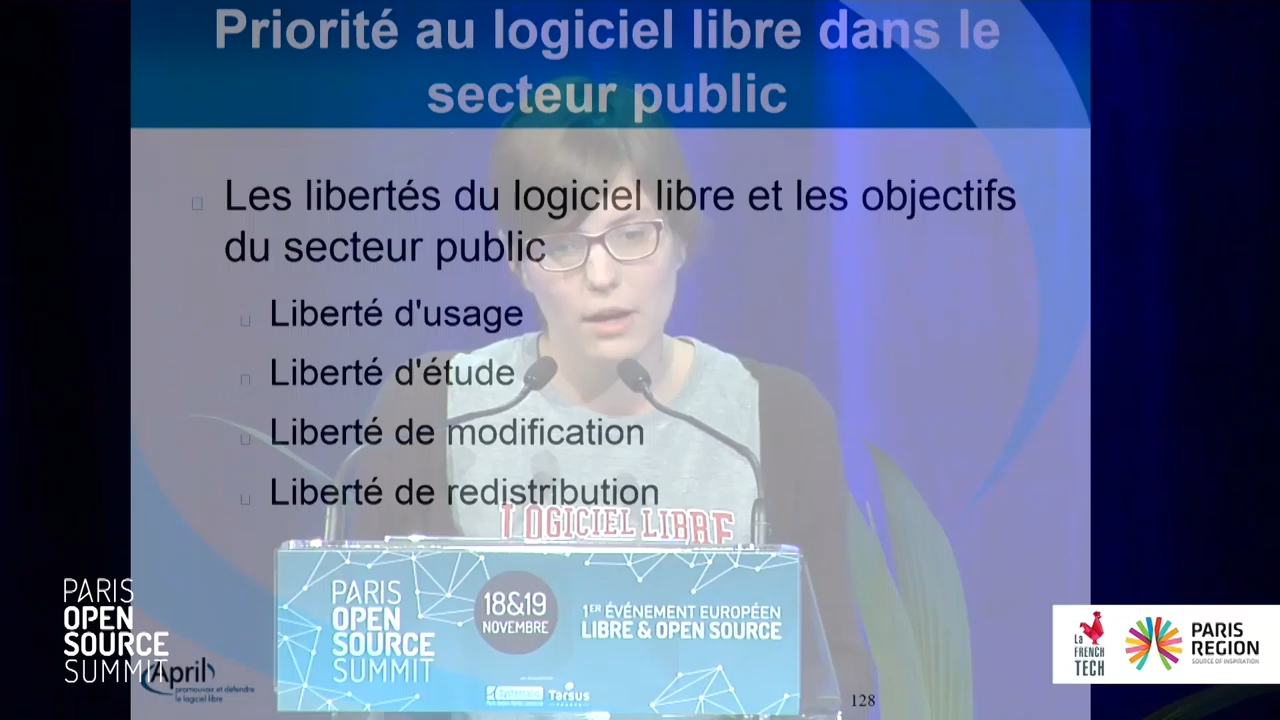 Priorité au logiciel libre dans le
secteur public
Les libertés du logiciel libre et les objectifs
du secteur public
Liberté d'usage
Liberté d'étude
Liberté de modification
Liberté de redistribution
LOGICIEL LIBRE
PARIS
OPEN
SOURCE
SUMMIT
18&19
NOVEMBRE
1ER ÉVÉNEMENT EUROPÉEN
LIBRE & OPEN SOURCE
Tarsus
PARIS
OPEN
SOURCE
SUMMIT
April
promouvoir et défendre
le logiciel libre
128
La
FRENCH
TECH
PARIS
REGION
SOURCE OF INSPIRATION